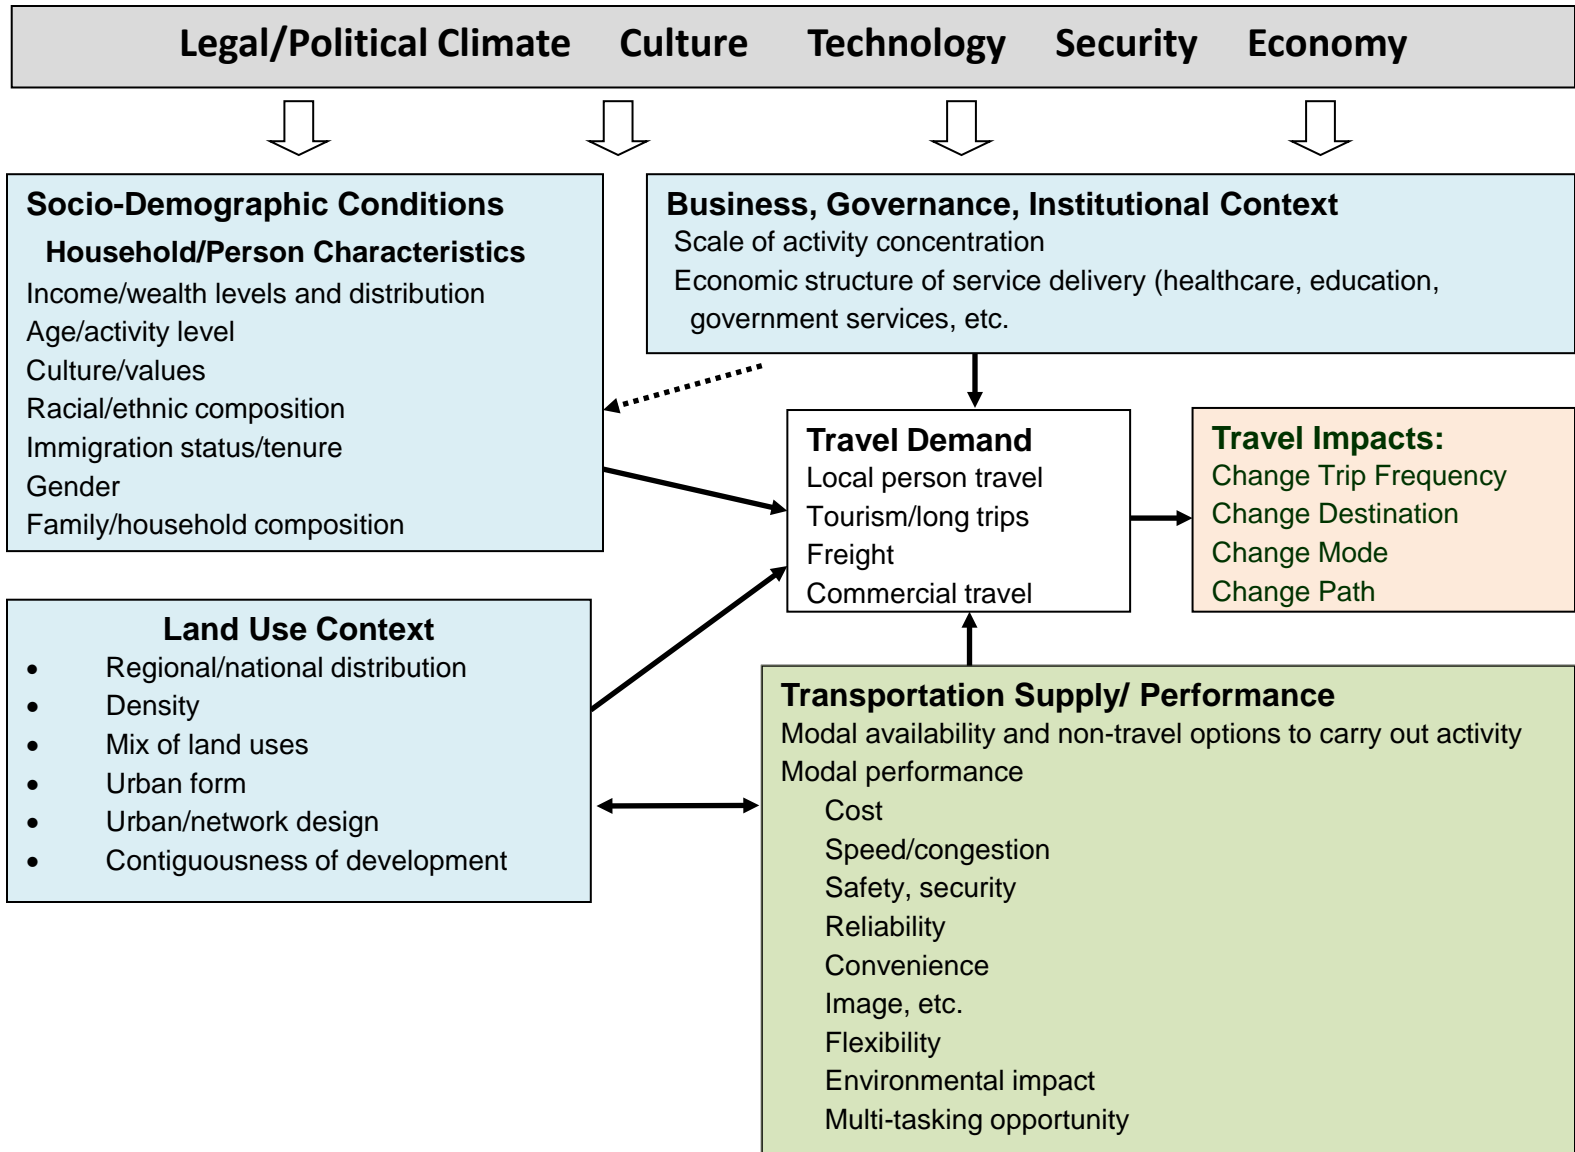 Legal/Political Climate Culture Technology Security Economy
Socio-Demographic Conditions
Household/Person Characteristics
Income/wealth levels and distribution
Age/activity level
Culture/values
Racial/ethnic composition
Immigration status/tenure
Gender
Family/household composition
Business, Governance, Institutional Context
Scale of activity concentration
Economic structure of service delivery (healthcare, education,
government services, etc.
Travel Demand
Local person travel
Tourism/long trips
Freight
Commercial travel
Travel Impacts:
Change Trip Frequency
Change Destination
Change Mode
Change Path
Land Use Context
• Regional/national distribution
• Density
• Mix of land uses
• Urban form
• Urban/network design
• Contiguousness of development
Transportation Supply/ Performance
Modal availability and non-travel options to carry out activity
Modal performance
Cost
Speed/congestion
Safety, security
Reliability
Convenience
Image, etc.
Flexibility
Environmental impact
Multi-tasking opportunity